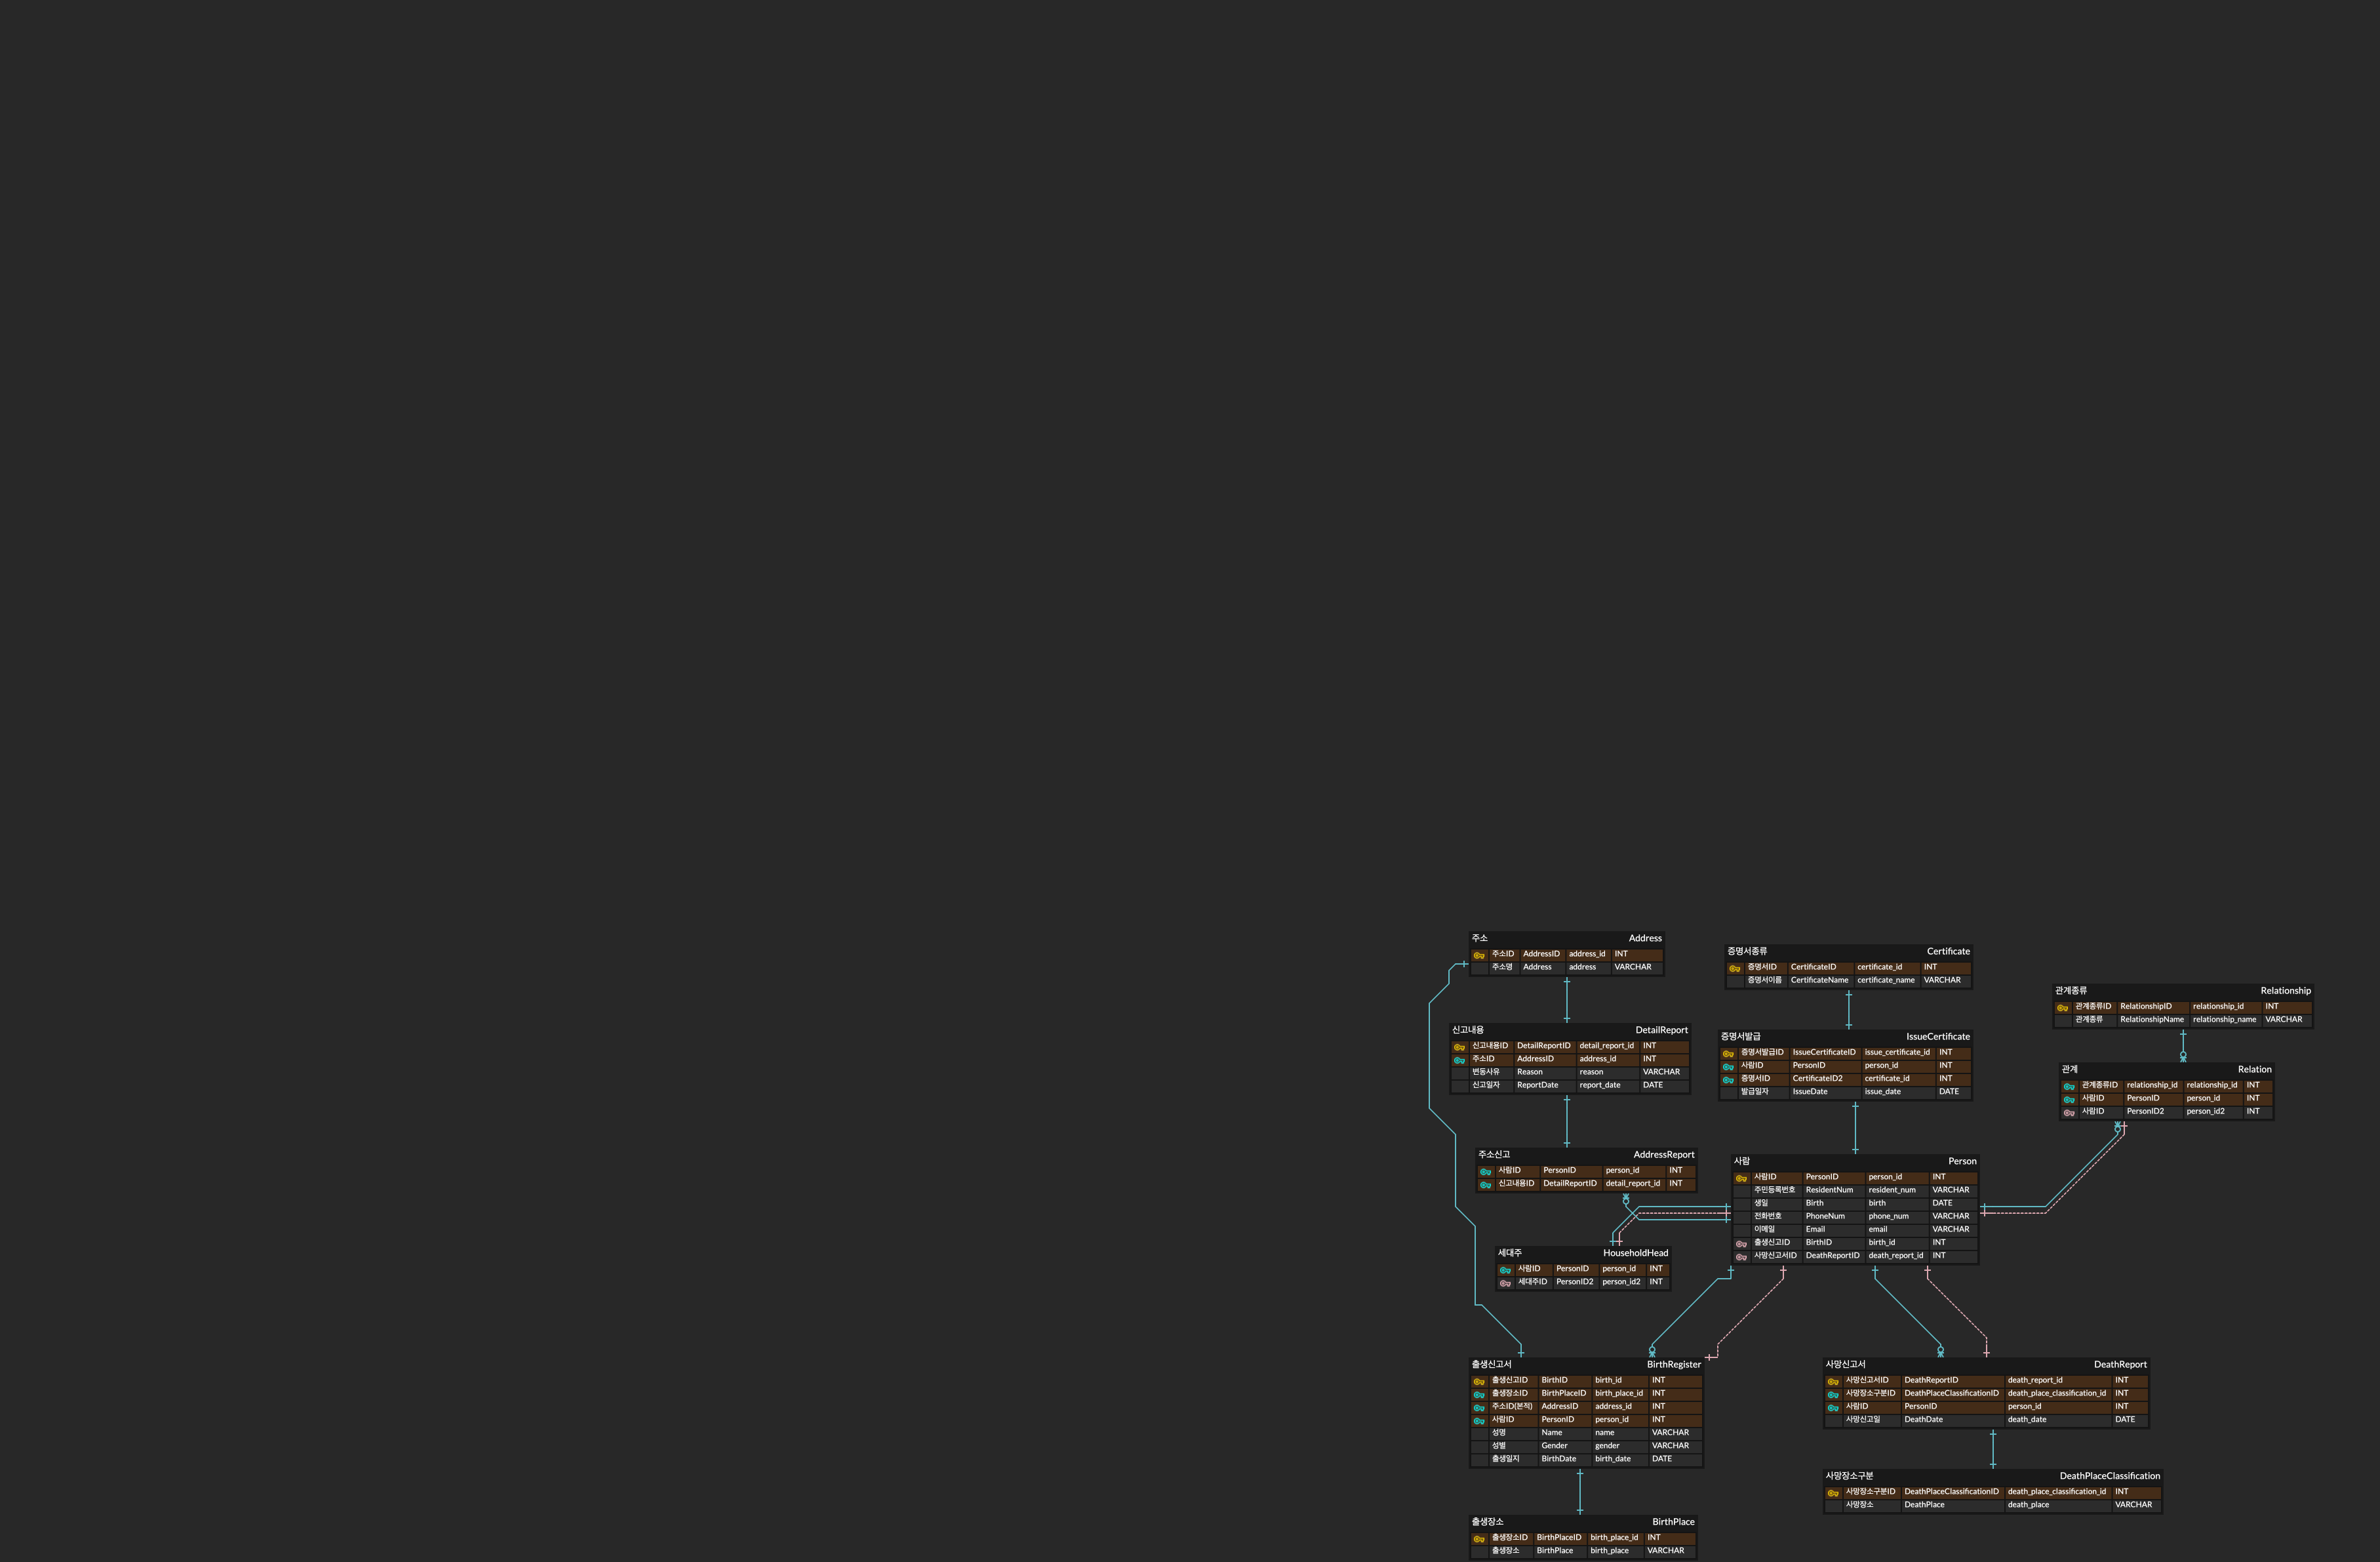 주소 Address
주소ID AddressID address_id INT
주소명 Address address VARCHAR
증명서종류 Certificate
증명서ID CertificateID certificate_id INT
증명서이름 CertificateName certificate_name VARCHAR
관계종류 Relationship
관계종류ID RelationshipID relationship_id INT
관계종류 RelationshipName relationship_name VARCHAR
신고내용 DetailReport
신고내용ID DetailReportID detail_report_id INT
주소ID AddressID address_id INT
변동사유 Reason reason VARCHAR
신고일자 ReportDate report_date DATE
증명서발급 IssueCertificate
증명서발급ID IssueCertificateID issue_certificate_id INT
사람ID PersonID person_id INT
증명서ID CertificateID2 certificate_id INT
발급일자 IssueDate issue_date DATE
관계 Relation
관계종류ID relationship_id relationship_id INT
사람ID PersonID person_id INT
사람ID PersonID2 person_id2 INT
주소신고 AddressReport
사람ID PersonID person_id INT
신고내용ID DetailReportID detail_report_id INT
사람 Person
사람ID PersonID person_id INT
주민등록번호 ResidentNum resident_num VARCHAR
생일 Birth birth DATE
전화번호 PhoneNum phone_num VARCHAR
이메일 Email email VARCHAR
출생신고ID BirthID birth_id INT
사망신고서ID DeathReportID death_report_id INT
세대주 HouseholdHead
사람ID PersonID person_id INT
세대주ID PersonID2 person_id2 INT
출생신고서 BirthRegister
출생신고ID BirthID birth_id INT
출생장소ID BirthPlaceID birth_place_id INT
주소ID(본적) AddressID address_id INT
사람ID PersonID person_id INT
성명 Name name VARCHAR
성별 Gender gender VARCHAR
출생일지 BirthDate birth_date DATE
사망신고서 DeathReport
사망신고서ID DeathReportID death_report_id INT
사망장소구분ID DeathPlaceClassificationID death_place_classification_id INT
사람ID PersonID person_id INT
사망신고일 DeathDate death_date DATE
사망장소구분 DeathPlaceClassification
사망장소구분ID DeathPlaceClassificationID death_place_classification_id INT
사망장소 DeathPlace death_place VARCHAR
출생장소 BirthPlace
출생장소ID BirthPlaceID birth_place_id INT
출생장소 BirthPlace birth_place VARCHAR